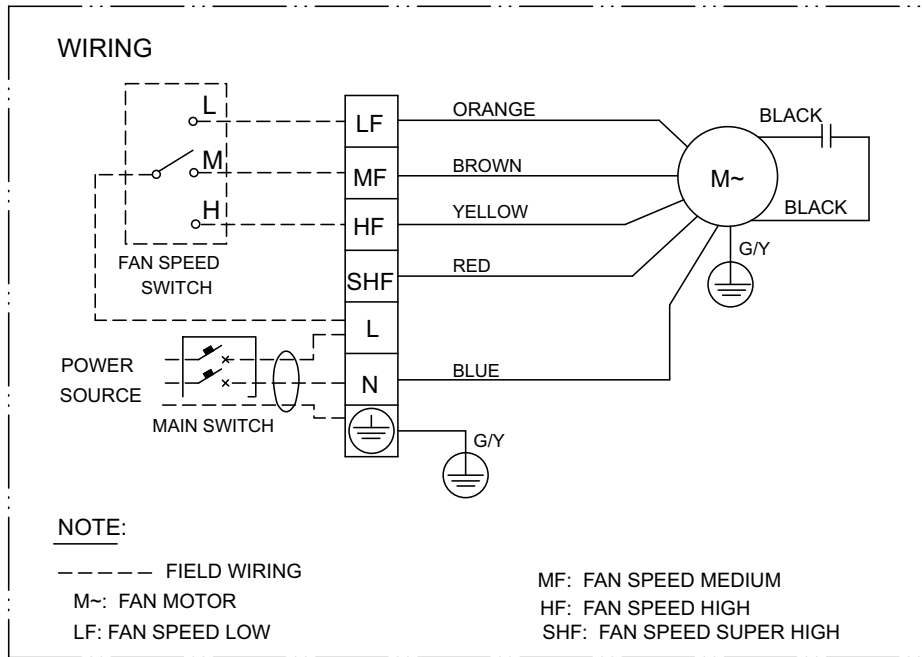 WIRING
L
M
H
FAN SPEED
SWITCH
LF
MF
HF
SHF
L
N
ORANGE
BROWN
YELLOW
RED
BLUE
M~
BLACK
BLACK
G/Y
POWER
SOURCE
MAIN SWITCH
G/Y
NOTE:
FIELD WIRING
M~: FAN MOTOR
LF: FAN SPEED LOW
MF: FAN SPEED MEDIUM
HF: FAN SPEED HIGH
SHF: FAN SPEED SUPER HIGH